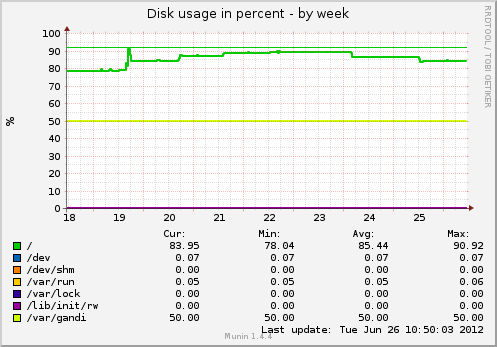 Disk usage in percent - by week
RRDTOOL / TOBI OETIKER
%
100
90
80
70
60
50
40
30
20
10
0
18 19 20 21 22 23 24 25
Cur: Min: Avg: Max:
/ 83.95 78.04 85.44 90.92
/dev 0.07 0.07 0.07 0.07
/dev/shm 0.00 0.00 0.00 0.00
/var/run 0.05 0.05 0.05 0.06
/var/lock 0.00 0.00 0.00 0.00
/lib/init/rw 0.00 0.00 0.00 0.00
/var/gandi 50.00 50.00 50.00 50.00
Last update: Tue Jun 26 10:50:03 2012
Munin 1.4.4